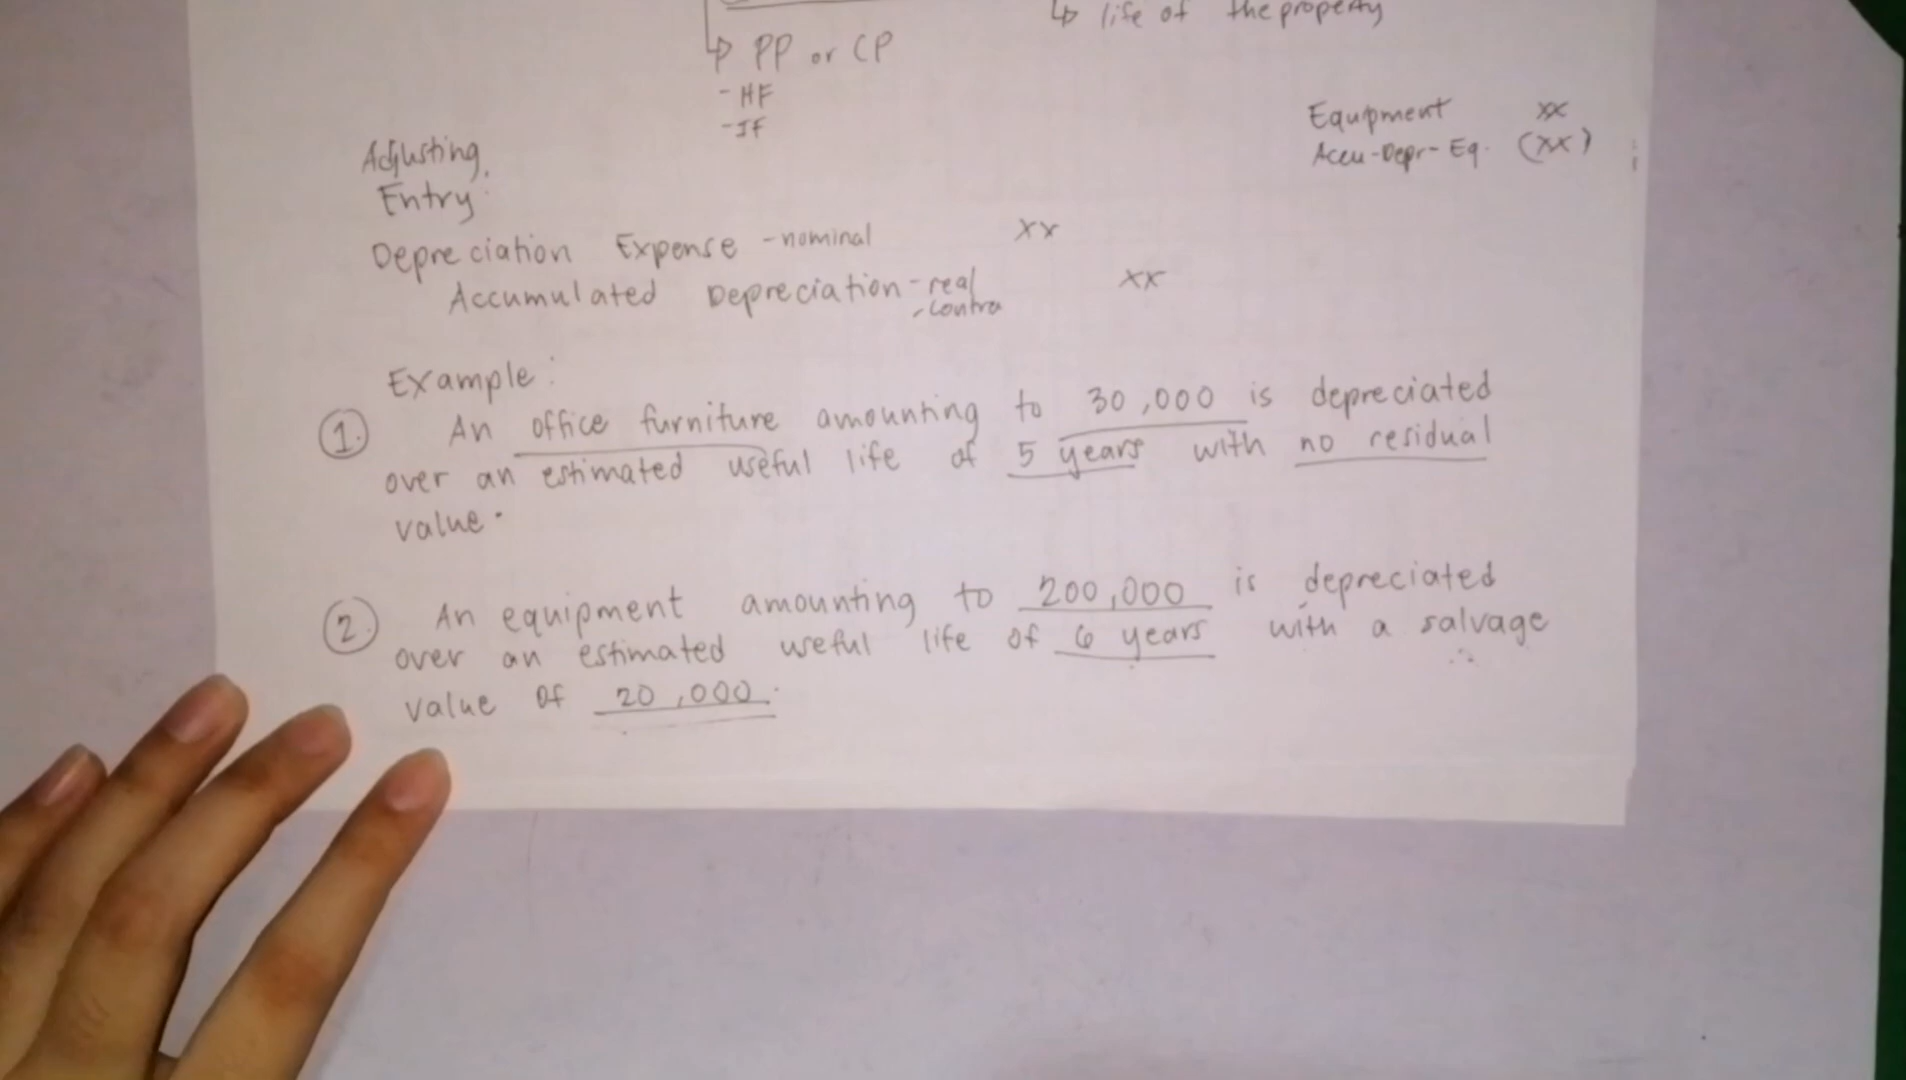 ↳ life of the property
↳ PP or CP
- HF
- IF
Equipment xx
Accu-Depr-Eq. (xx)
Adjusting
Entry:
Depreciation Expense - nominal xx
Accumulated Depreciation - real xx
- contra
Example:
1. An office furniture amounting to 30,000 is depreciated
over an estimated useful life of 5 years with no residual
value.
2. An equipment amounting to 200,000 is depreciated
over an estimated useful life of 6 years with a salvage
value of 20,000.